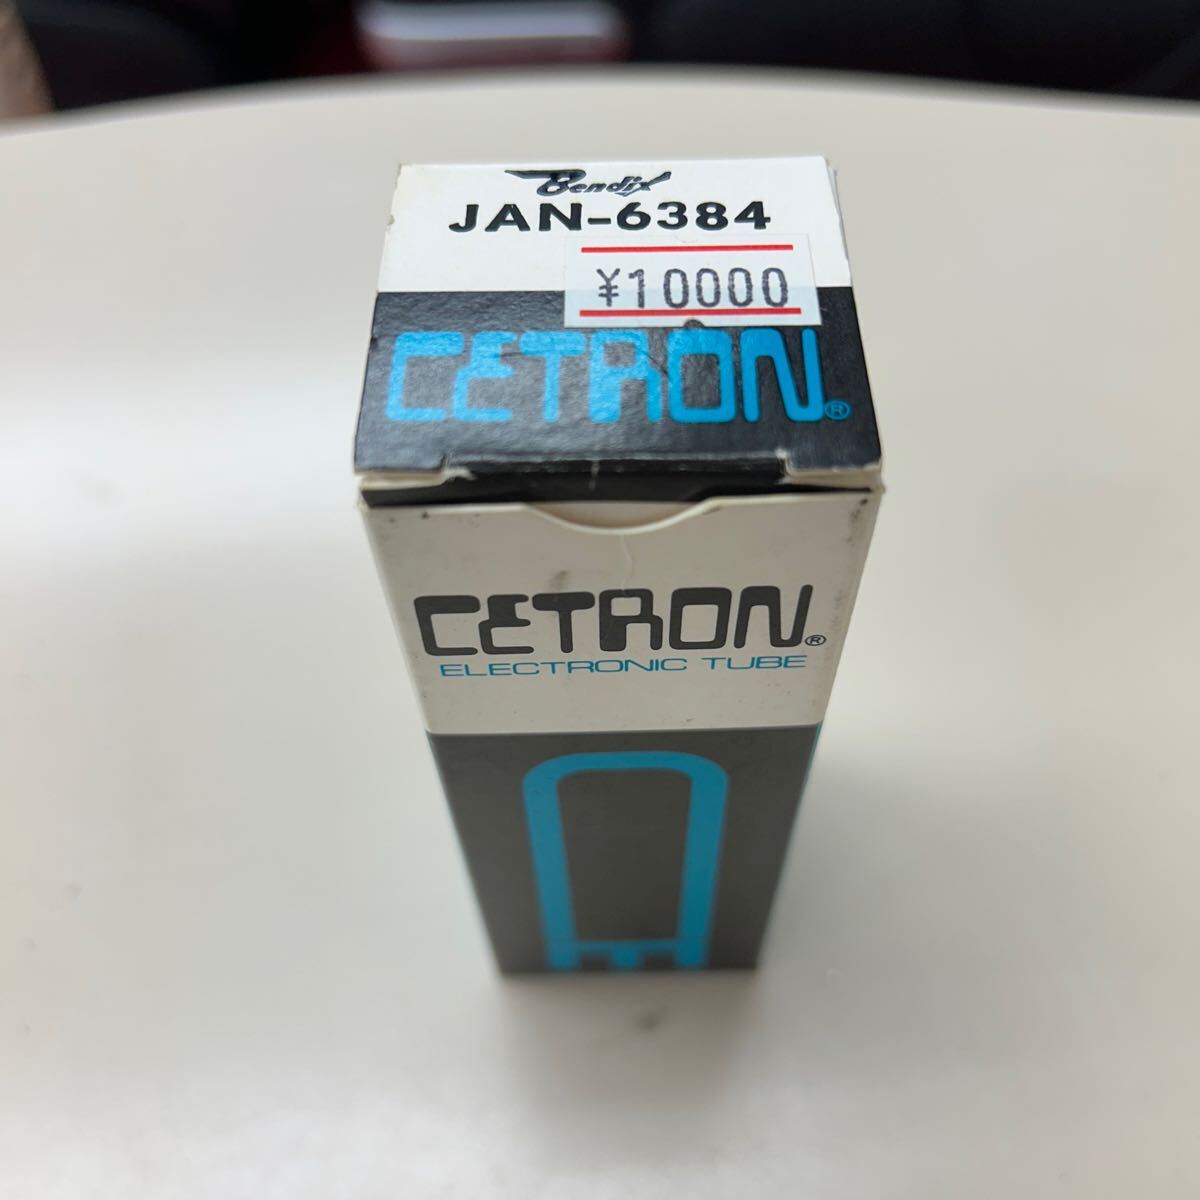 Bendix
JAN-6384
¥10000
CETRON®
CETRON®
ELECTRONIC TUBE